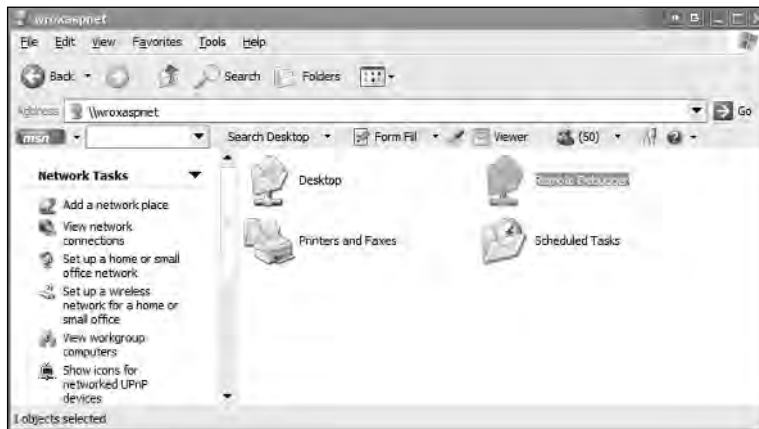 wroxaspnet
File Edit View Favorites Tools Help
Back Search Folders
Address \\wroxaspnet Go
msn Search Desktop Form Fill Viewer (50)
Network Tasks
Add a network place
View network
connections
Set up a home or small
office network
Set up a wireless
network for a home or
small office
View workgroup
computers
Show icons for
networked UPnP
devices
Desktop
Remote Debugger
Printers and Faxes
Scheduled Tasks
1 objects selected